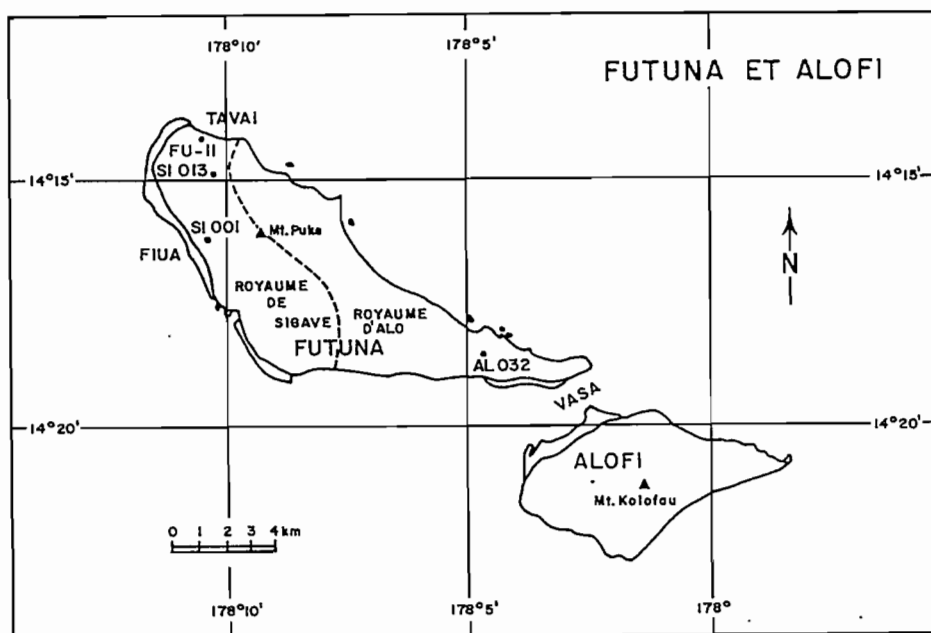 178°10'
178°5'
FUTUNA ET ALOFI
TAVAI
FU-11
SI 013
14°15'
14°15'
SI 001
Mt. Puke
FIUA
N
ROYAUME
DE
SIGAVE
ROYAUME
D'ALO
FUTUNA
AL 032
VASA
14°20'
14°20'
ALOFI
Mt. Kolofau
0 1 2 3 4 km
178°10'
178°5'
178°